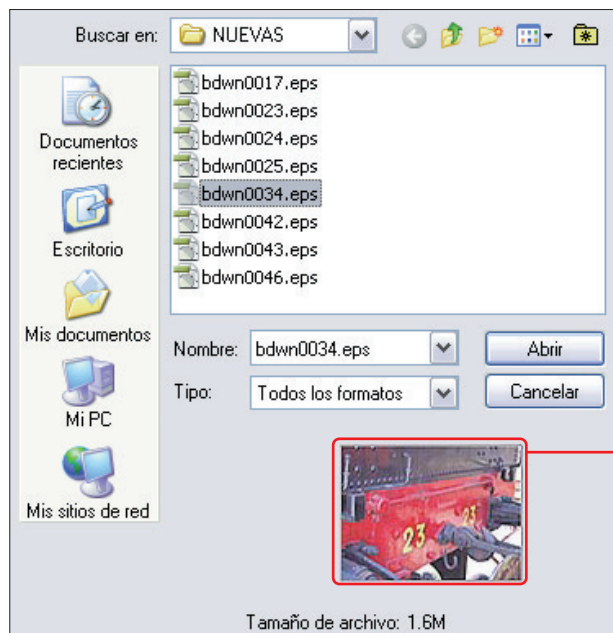 Buscar en: NUEVAS
Documentos
recientes
Escritorio
Mis documentos
Mi PC
Mis sitios de red
bdwn0017.eps
bdwn0023.eps
bdwn0024.eps
bdwn0025.eps
bdwn0034.eps
bdwn0042.eps
bdwn0043.eps
bdwn0046.eps
Nombre: bdwn0034.eps Abrir
Tipo: Todos los formatos Cancelar
23 23
Tamaño de archivo: 1.6M